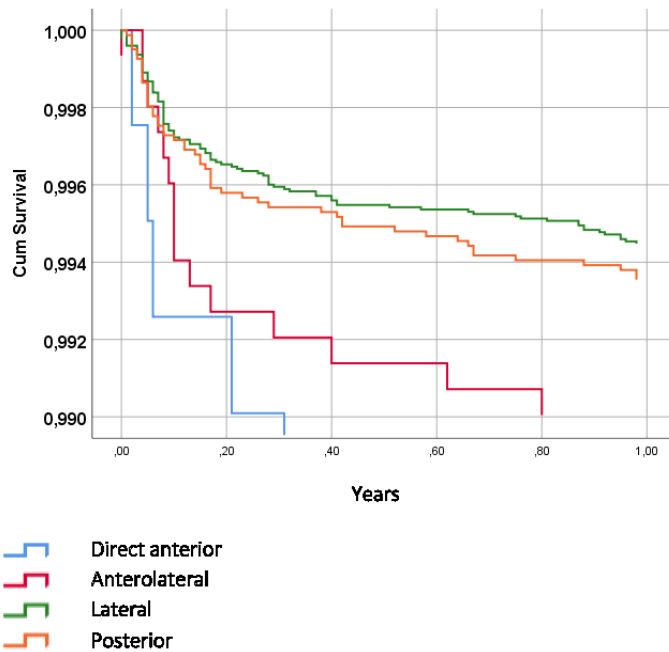 1,000
0,998
0,996
0,994
0,992
0,990
Cum Survival
,00 ,20 ,40 ,60 ,80 1,00
Years
Direct anterior
Anterolateral
Lateral
Posterior